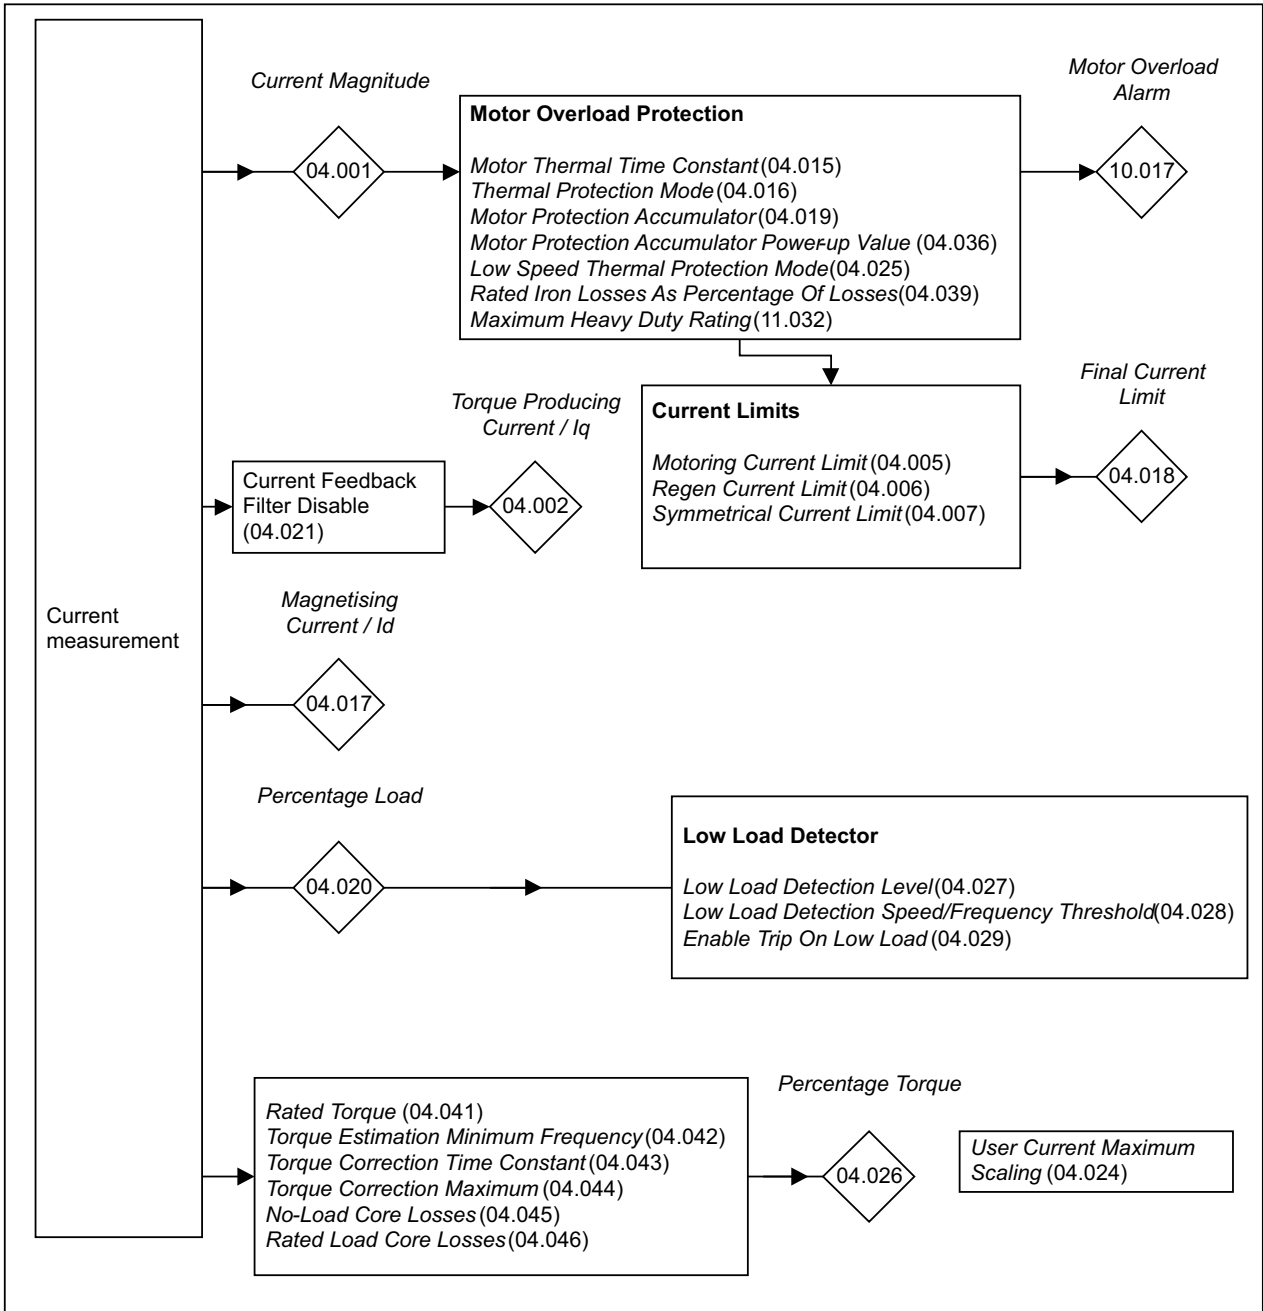 Current Magnitude
Motor Overload
Alarm
04.001
Motor Overload Protection
Motor Thermal Time Constant (04.015)
Thermal Protection Mode (04.016)
Motor Protection Accumulator (04.019)
Motor Protection Accumulator Power-up Value (04.036)
Low Speed Thermal Protection Mode (04.025)
Rated Iron Losses As Percentage Of Losses (04.039)
Maximum Heavy Duty Rating (11.032)
10.017
Torque Producing
Current / Iq
Current Feedback
Filter Disable
(04.021)
04.002
Current Limits
Motoring Current Limit (04.005)
Regen Current Limit (04.006)
Symmetrical Current Limit (04.007)
Final Current
Limit
04.018
Current
measurement
Magnetising
Current / Id
04.017
Percentage Load
04.020
Low Load Detector
Low Load Detection Level (04.027)
Low Load Detection Speed/Frequency Threshold (04.028)
Enable Trip On Low Load (04.029)
Rated Torque (04.041)
Torque Estimation Minimum Frequency (04.042)
Torque Correction Time Constant (04.043)
Torque Correction Maximum (04.044)
No-Load Core Losses (04.045)
Rated Load Core Losses (04.046)
Percentage Torque
04.026
User Current Maximum
Scaling (04.024)